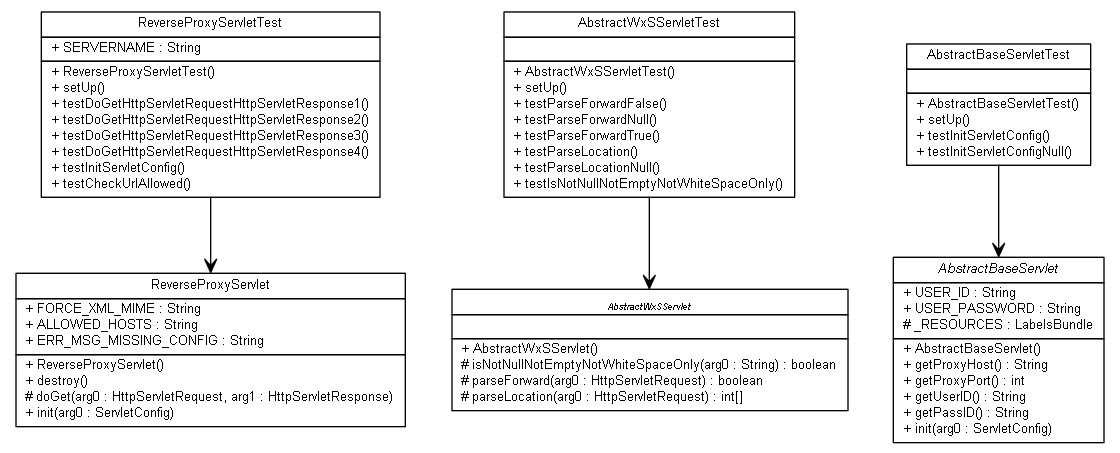 ReverseProxyServletTest
+ SERVERNAME : String
+ ReverseProxyServletTest()
+ setUp()
+ testDoGetHttpServletRequestHttpServletResponse1()
+ testDoGetHttpServletRequestHttpServletResponse2()
+ testDoGetHttpServletRequestHttpServletResponse3()
+ testDoGetHttpServletRequestHttpServletResponse4()
+ testInitServletConfig()
+ testCheckUrlAllowed()
ReverseProxyServlet
+ FORCE_XML_MIME : String
+ ALLOWED_HOSTS : String
+ ERR_MSG_MISSING_CONFIG : String
+ ReverseProxyServlet()
+ destroy()
# doGet(arg0 : HttpServletRequest, arg1 : HttpServletResponse)
+ init(arg0 : ServletConfig)
AbstractWxSServletTest
+ AbstractWxSServletTest()
+ setUp()
+ testParseForwardFalse()
+ testParseForwardNull()
+ testParseForwardTrue()
+ testParseLocation()
+ testParseLocationNull()
+ testIsNotNullNotEmptyNotWhiteSpaceOnly()
AbstractWxSServlet
+ AbstractWxSServlet()
# isNotNullNotEmptyNotWhiteSpaceOnly(arg0 : String) : boolean
# parseForward(arg0 : HttpServletRequest) : boolean
# parseLocation(arg0 : HttpServletRequest) : int[]
AbstractBaseServletTest
+ AbstractBaseServletTest()
+ setUp()
+ testInitServletConfig()
+ testInitServletConfigNull()
AbstractBaseServlet
+ USER_ID : String
+ USER_PASSWORD : String
# _RESOURCES : LabelsBundle
+ AbstractBaseServlet()
+ getProxyHost() : String
+ getProxyPort() : int
+ getUserID() : String
+ getPassID() : String
+ init(arg0 : ServletConfig)